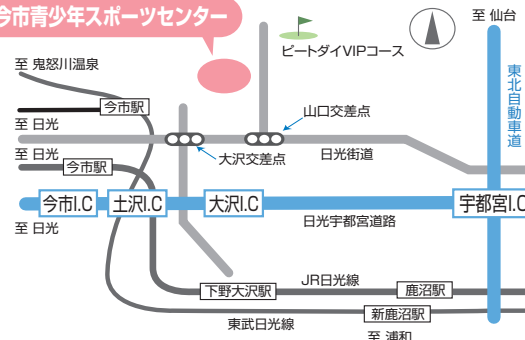 今市青少年スポーツセンター
至 仙台
ピートダイVIPコース
至 鬼怒川温泉
東北自動車道
今市駅
山口交差点
至 日光
大沢交差点
日光街道
至 日光
今市駅
今市I.C
土沢I.C
大沢I.C
宇都宮I.C
至 日光
日光宇都宮道路
JR日光線
下野大沢駅
鹿沼駅
新鹿沼駅
東武日光線
至 浦和